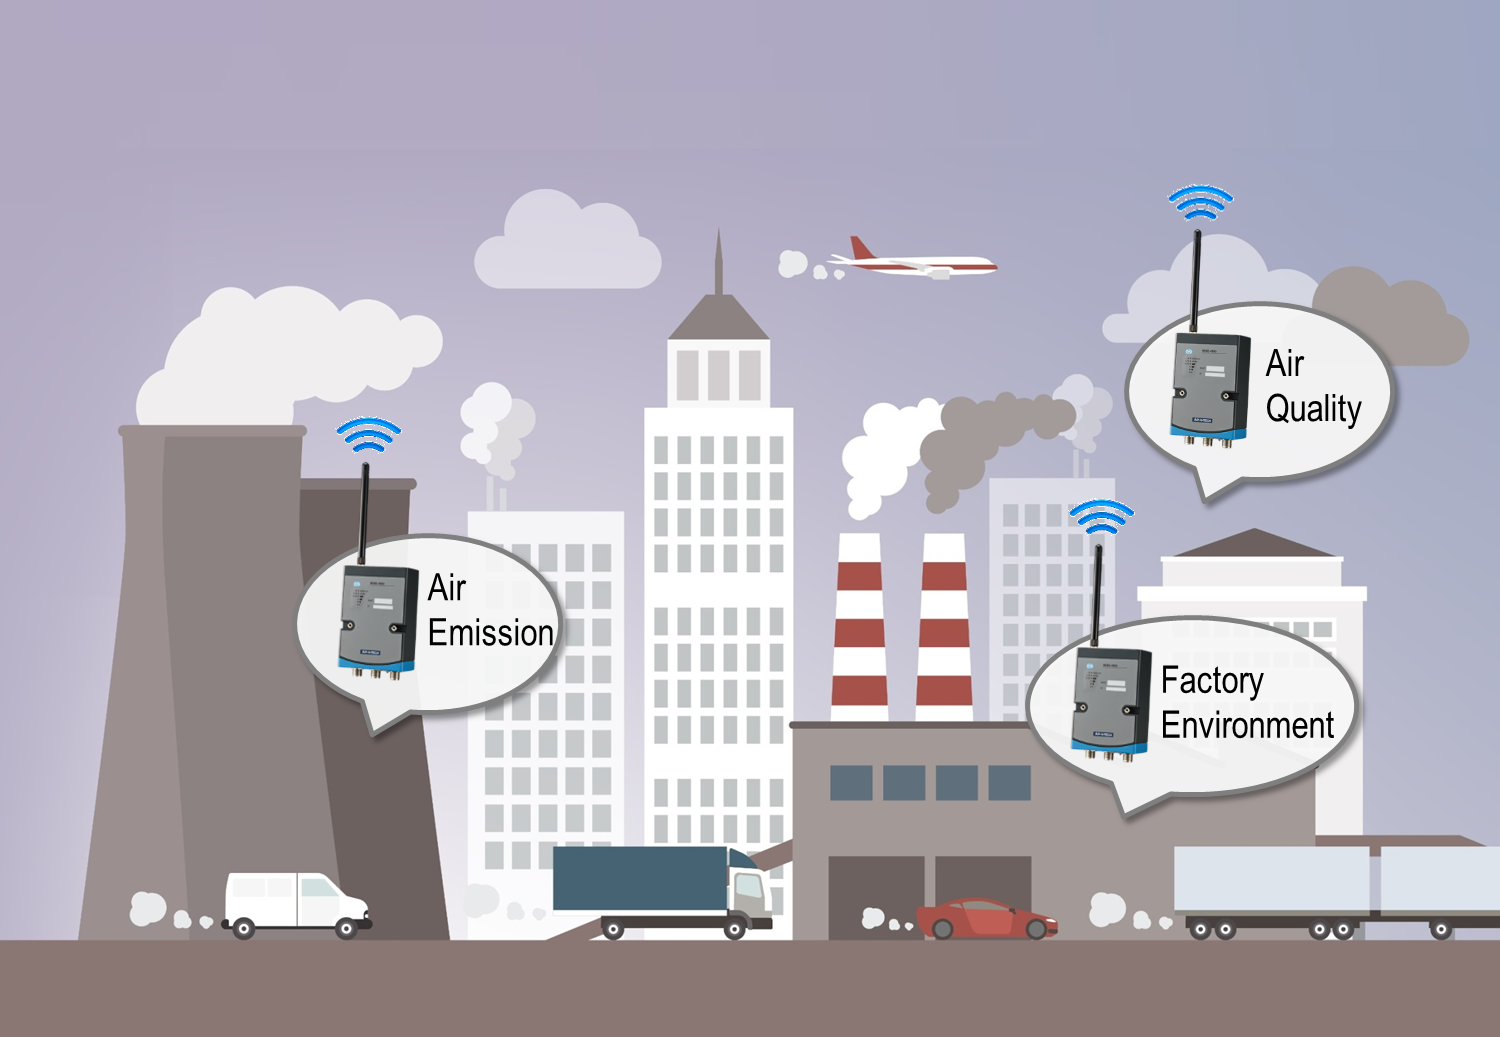 Air
Quality
Air
Emission
Factory
Environment